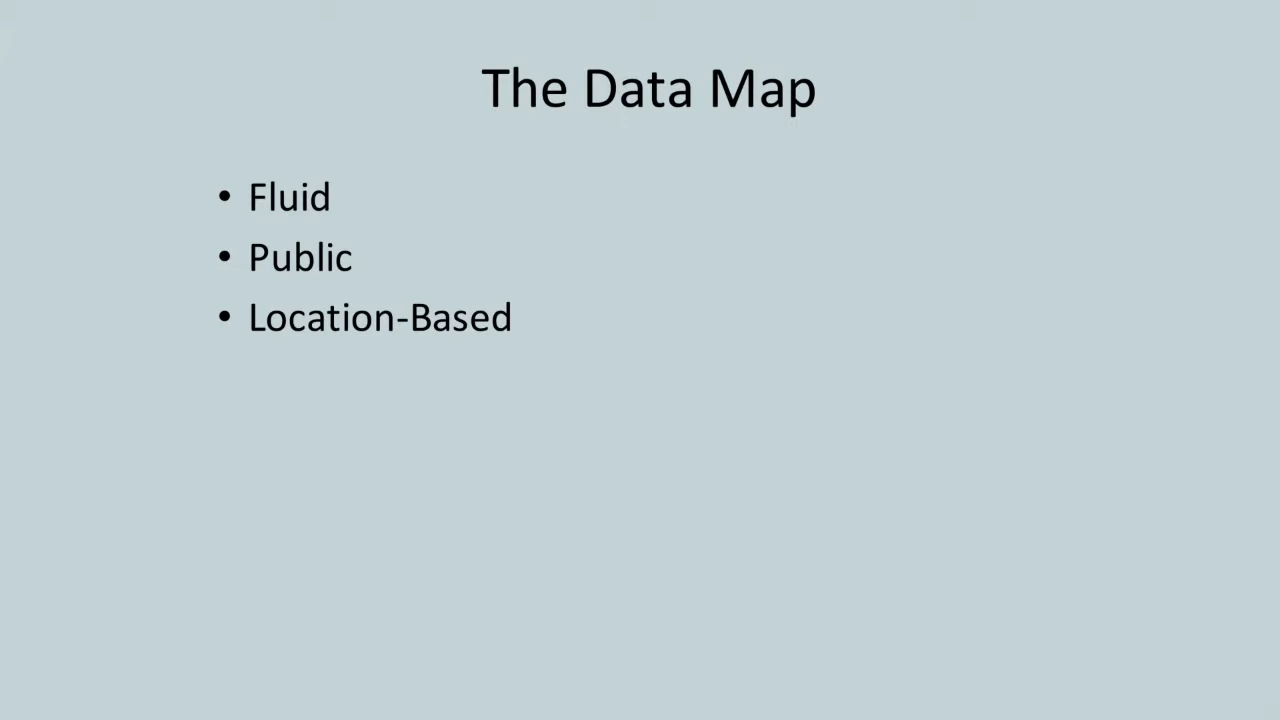 The Data Map
• Fluid
• Public
• Location-Based